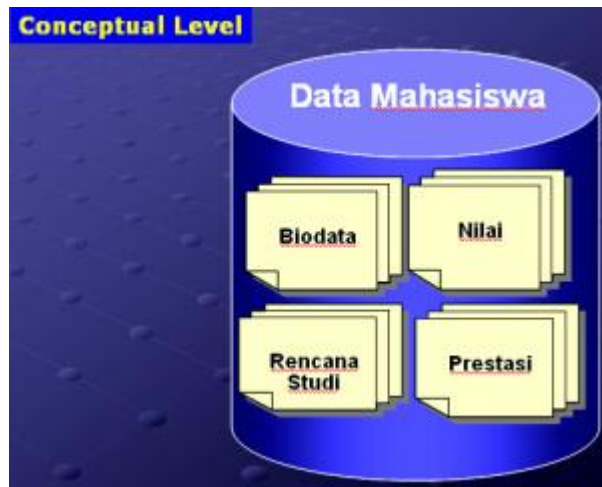 Conceptual Level
Data Mahasiswa
Biodata
Nilai
Rencana
Studi
Prestasi